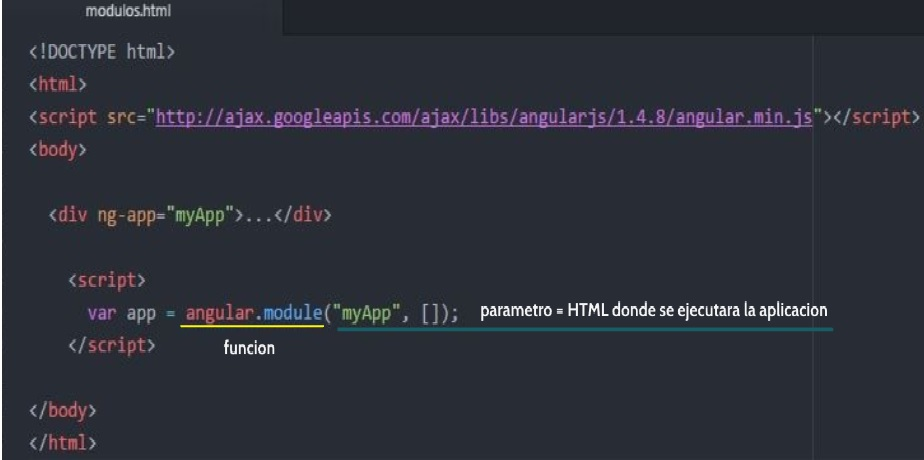 modulos.html
<!DOCTYPE html>
<html>
<script src="http://ajax.googleapis.com/ajax/libs/angularjs/1.4.8/angular.min.js"></script>
<body>
<div ng-app="myApp">...</div>
<script>
var app = angular.module("myApp", []); parametro = HTML donde se ejecutara la aplicacion
</script> funcion
</body>
</html>